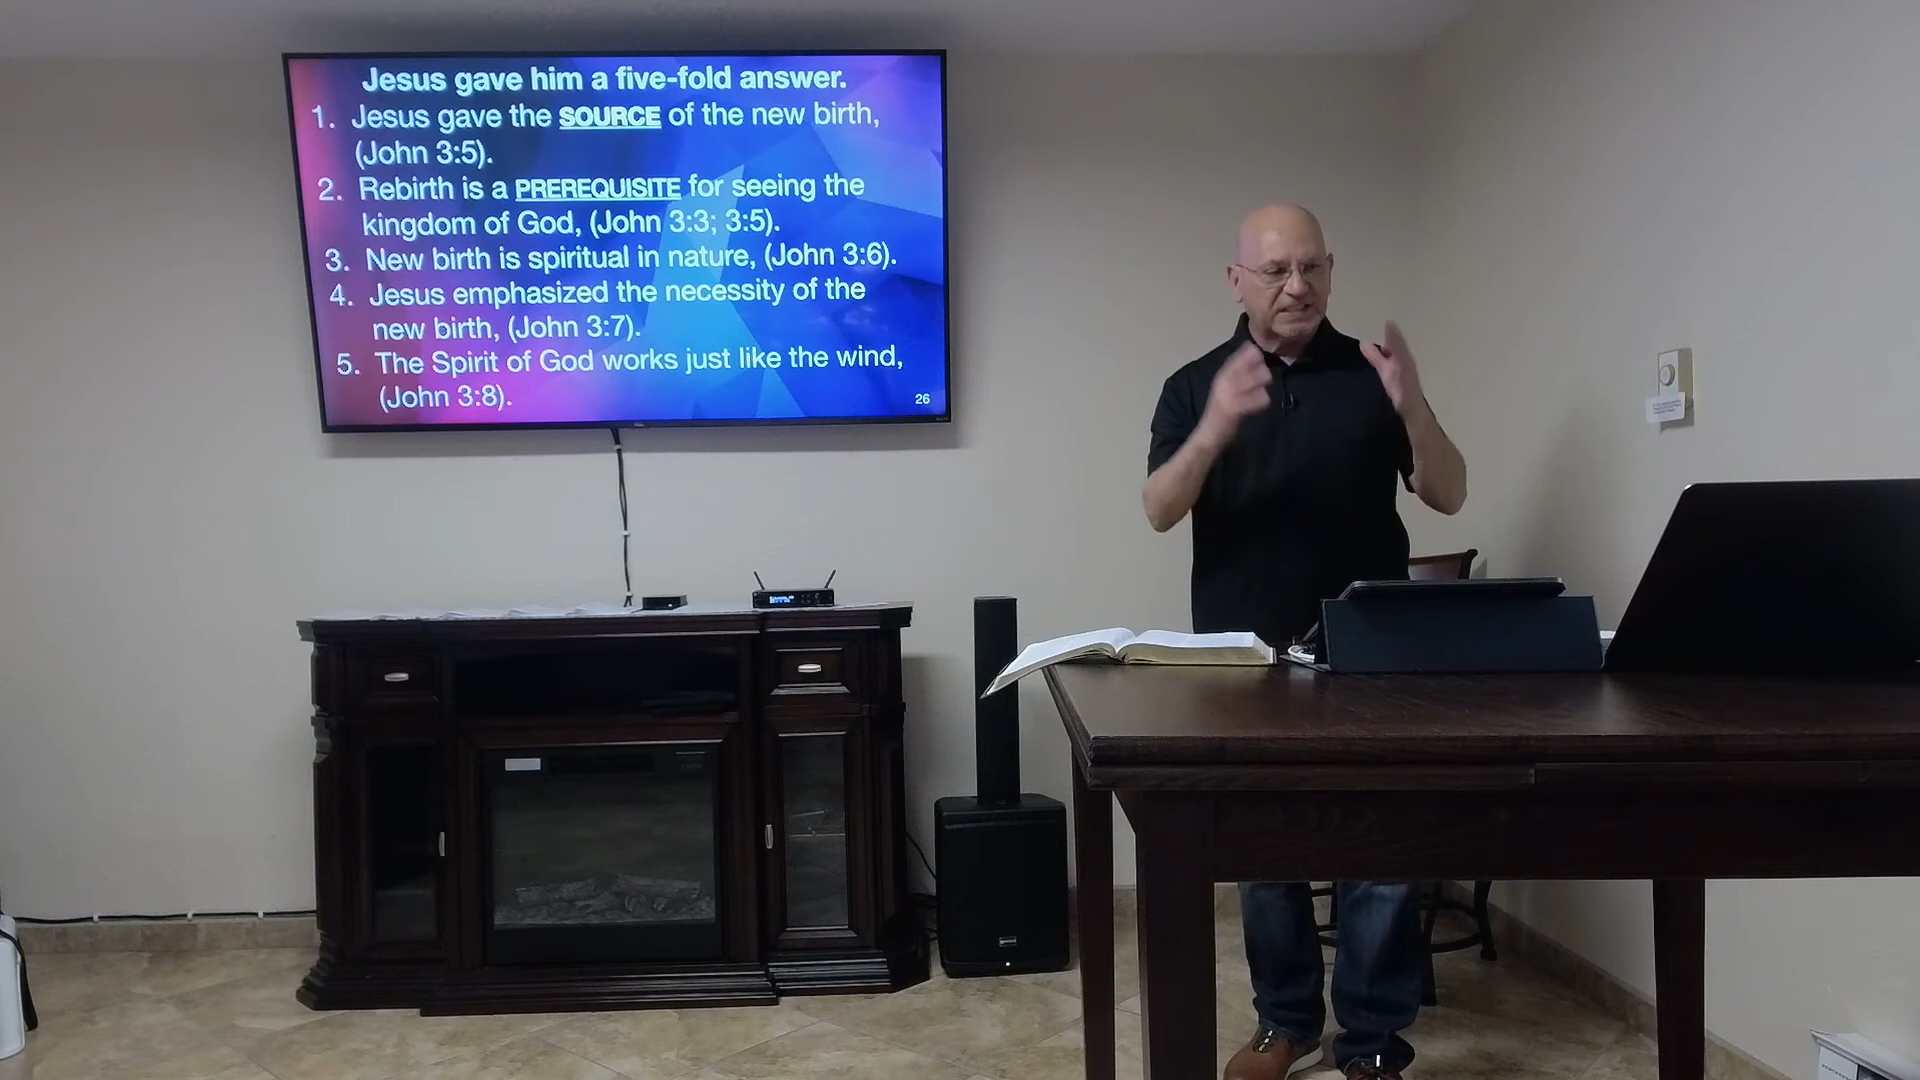 Jesus gave him a five-fold answer.
1. Jesus gave the SOURCE of the new birth,
(John 3:5).
2. Rebirth is a PREREQUISITE for seeing the
kingdom of God, (John 3:3; 3:5).
3. New birth is spiritual in nature, (John 3:6).
4. Jesus emphasized the necessity of the
new birth, (John 3:7).
5. The Spirit of God works just like the wind,
(John 3:8).
26